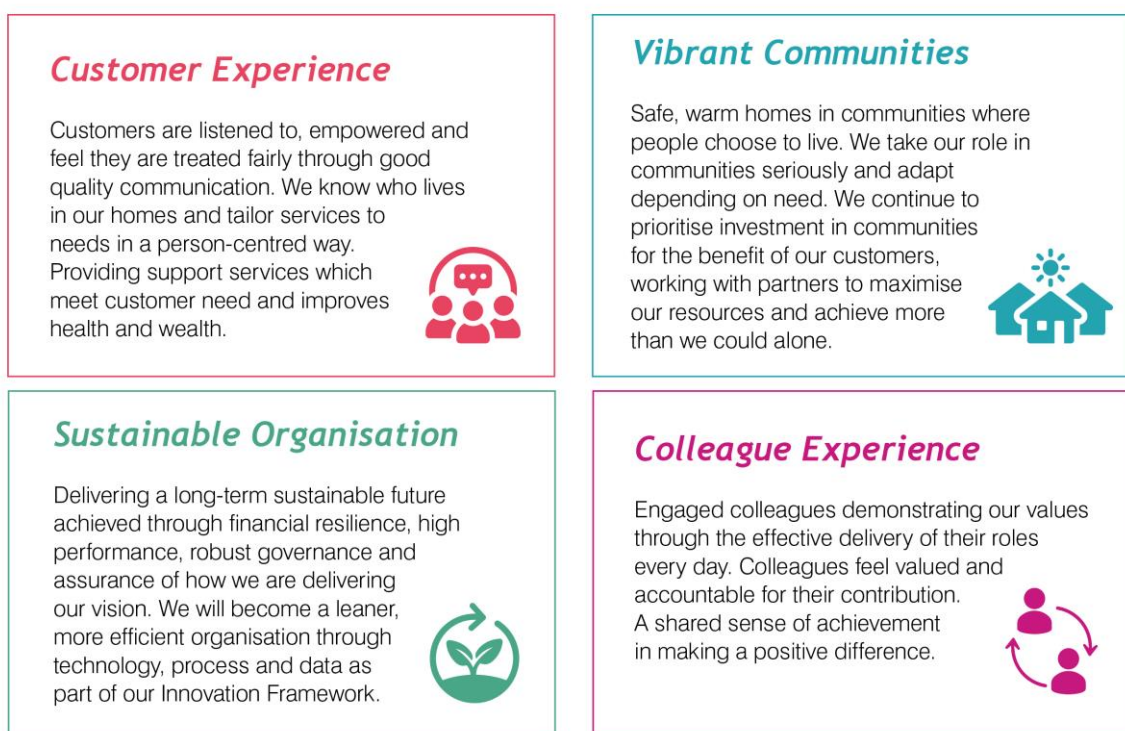 Customer Experience
Customers are listened to, empowered and
feel they are treated fairly through good
quality communication. We know who lives
in our homes and tailor services to
needs in a person-centred way.
Providing support services which
meet customer need and improves
health and wealth.
Vibrant Communities
Safe, warm homes in communities where
people choose to live. We take our role in
communities seriously and adapt
depending on need. We continue to
prioritise investment in communities
for the benefit of our customers,
working with partners to maximise
our resources and achieve more
than we could alone.
Sustainable Organisation
Delivering a long-term sustainable future
achieved through financial resilience, high
performance, robust governance and
assurance of how we are delivering
our vision. We will become a leaner,
more efficient organisation through
technology, process and data as
part of our Innovation Framework.
Colleague Experience
Engaged colleagues demonstrating our values
through the effective delivery of their roles
every day. Colleagues feel valued and
accountable for their contribution.
A shared sense of achievement
in making a positive difference.